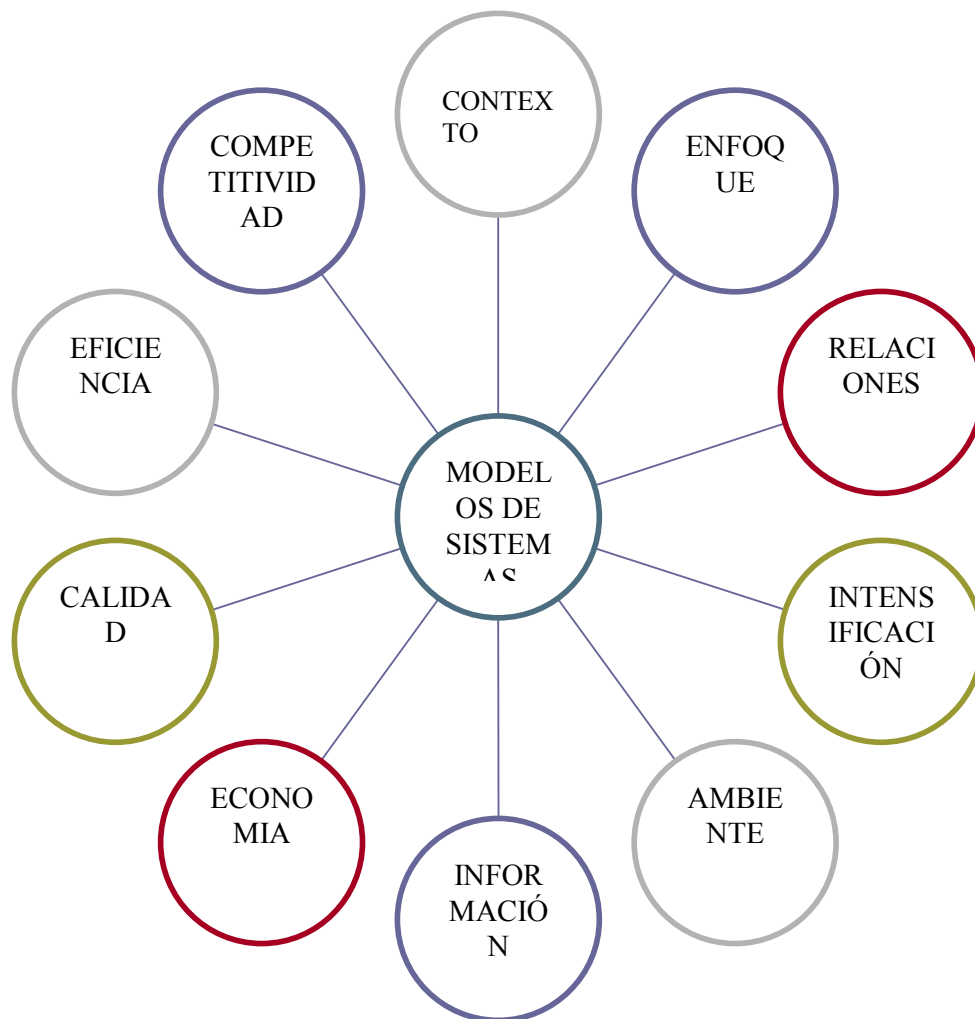 CONTEX
TO
ENFOQ
UE
RELACI
ONES
INTENS
IFICACI
ÓN
AMBIE
NTE
INFOR
MACIÓ
N
ECONO
MIA
CALIDA
D
EFICIE
NCIA
COMPE
TITIVID
AD
MODEL
OS DE
SISTEM
AS